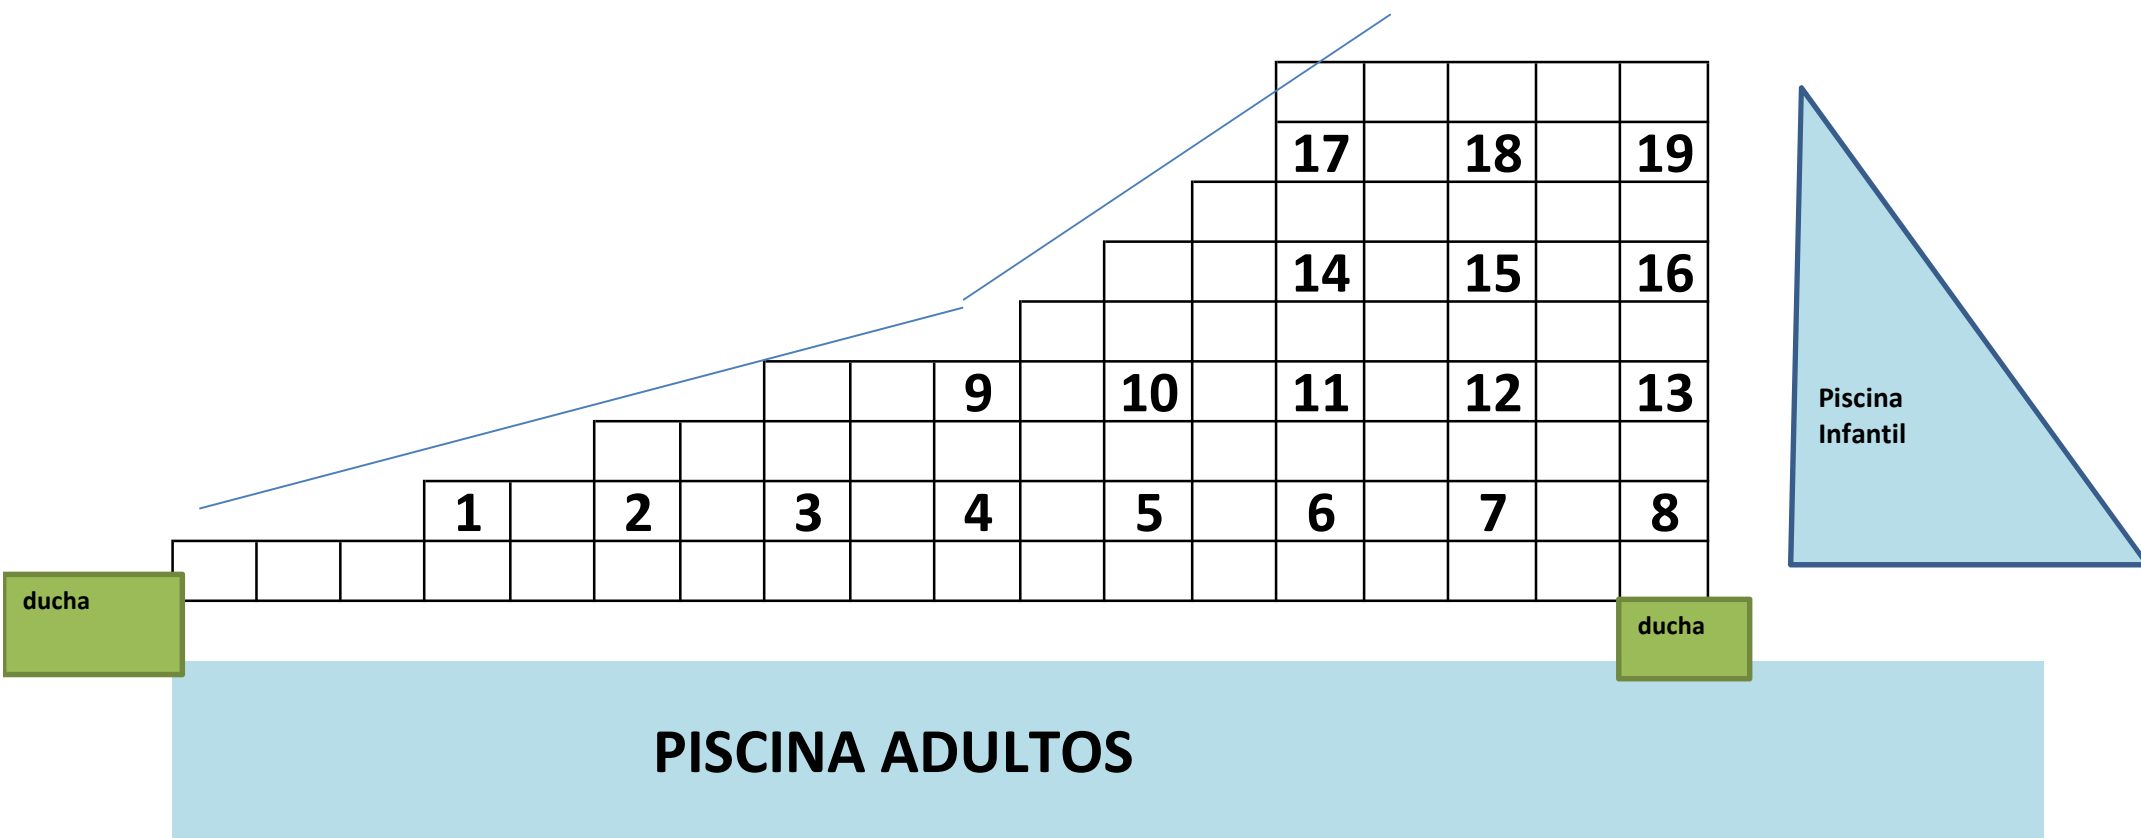 17 18 19
14 15 16
9 10 11 12 13
Piscina
Infantil
1 2 3 4 5 6 7 8
ducha
ducha
PISCINA ADULTOS